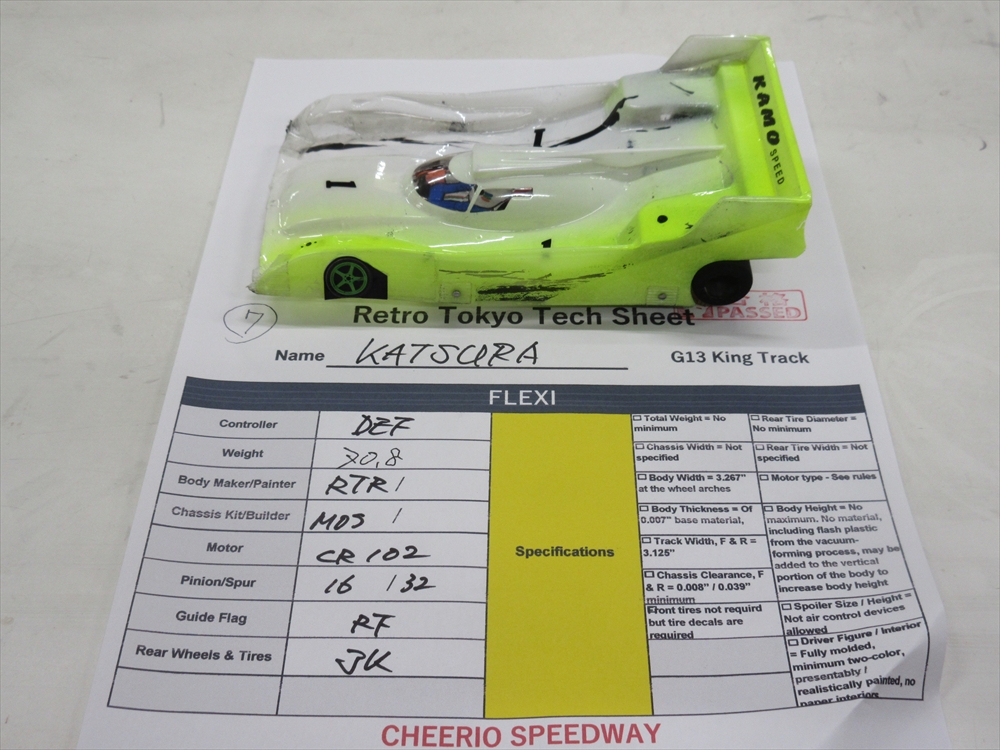 KAMO SPEED
1
1
1
合格
PASSED
Retro Tokyo Tech Sheet
7
Name KATSURA
G13 King Track
FLEXI
Controller DEF
Weight 70.8
Body Maker/Painter RTR /
Chassis Kit/Builder MOS /
Motor CR 102
Pinion/Spur 16 /32
Guide Flag RF
Rear Wheels & Tires JK
Specifications
☐ Total Weight = No
minimum
☐ Chassis Width = Not
specified
☐ Body Width = 3.267"
at the wheel arches
☐ Body Thickness = Of
0.007" base material,
☐ Track Width, F & R =
3.125"
☐ Chassis Clearance, F
& R = 0.008" / 0.039"
minimum
Front tires not requird
but tire decals are
required
☐ Rear Tire Diameter =
No minimum
☐ Rear Tire Width = Not
specified
☐ Motor type - See rules
☐ Body Height = No
maximum. No material,
including flash plastic
from the vacuum-
forming process, may be
added to the vertical
portion of the body to
increase body height
☐ Spoiler Size / Height =
Not air control devices
allowed
☐ Driver Figure / Interior
= Fully molded,
minimum two-color,
presentably /
realistically painted, no
paper interiors
CHEERIO SPEEDWAY